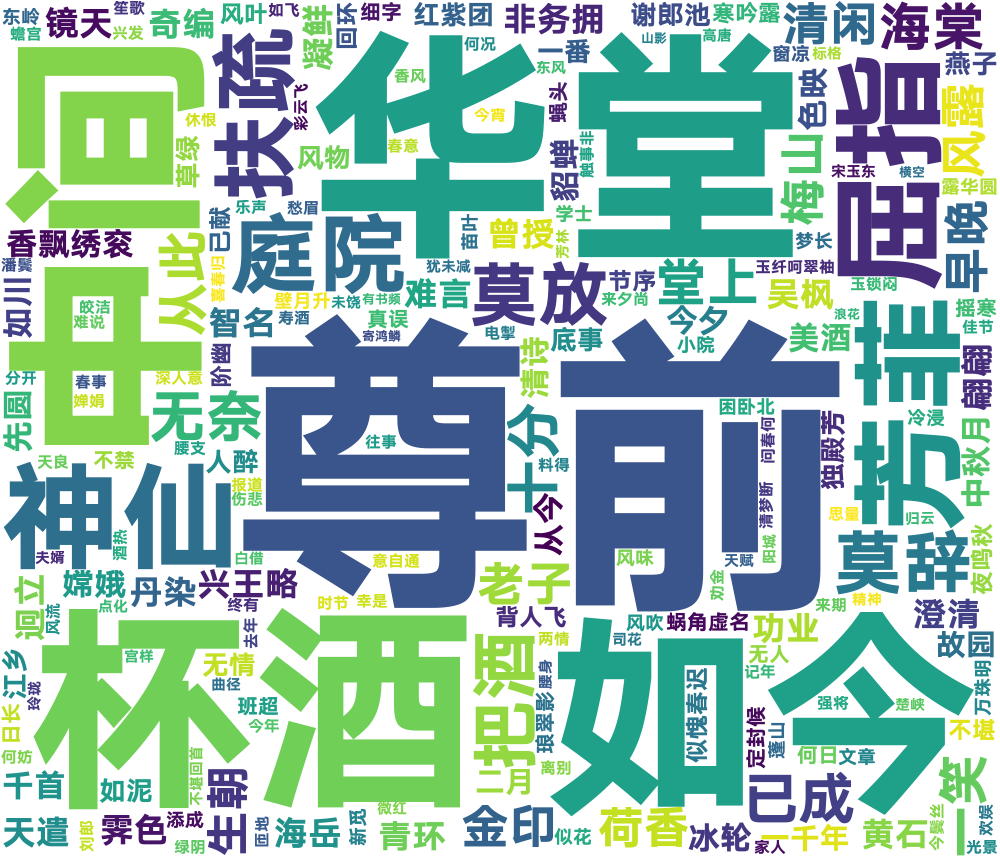 东岭
镜天
笙歌
奇编
风叶
如飞
回环
细字
红紫团
非务拥
谢郎池
寒吟露
清闲
海棠
蟾宫
兴发
凝鲜
何况
一番
山影
高唐
窗凉
标格
燕子
中间
扶疏
华堂
屈指
香风
东风
蝇头
色映
风露
休恨
彩云飞
今宵
草绿
风物
春意
貂蝉
触事非
梅山
宋玉东
横空
露华圆
香飘绣衮
从此
已献
乐声
愁眉
庭院
苗古
曾授
学士
芳林
梦长
早晚
潘鬓
喜春归
犹未减
莫放
节序
堂上
玉纤呵翠袖
玉锁闷
如川
皎洁
难说
智名
壁月升
未饶
有书频
难言
来夕尚
吴枫
浪花
摇寒
佳节
寿酒
真误
寄鸿鳞
电掣
底事
今夕
小院
美酒
芳菲
翩翩
分开
春事
深人意
阶幽
清诗
先圆
婵娟
无奈
尊前
困卧北
冷浸
天良
不禁
腰支
人醉
往事
十分
料得
问春何
独殿芳
中秋月
神仙
报道
伤悲
清梦断
思量
归云
夫婿
酒热
白借
从今
风味
天赋
阳城
莫辞
夜鸣秋
嫦娥
丹染
兴王略
意自通
老子
劝金
来期
精神
迥立
风流
点化
终有
去年
时节
幸是
背人飞
两情
风吹
司花
蜗角虚名
功业
澄清
江乡
玲珑
杯酒
宫样
无情
曲径
把酒
腰身
琅翠影
如今
似愧春迟
无人
记年
故园
万珠明
日长
何妨
班超
今年
定封候
蓬山
强将
楚峡
不堪
千首
如泥
不堪回首
生朝
二月
离别
已成
何日
文章
一笑
天遣
刘郎
霁色
添成
绿阴
匝地
海岳
新觅
微红
青环
金印
似花
荷香
冰轮
家人
一千年
黄石
今鬓丝
欢娱
光景